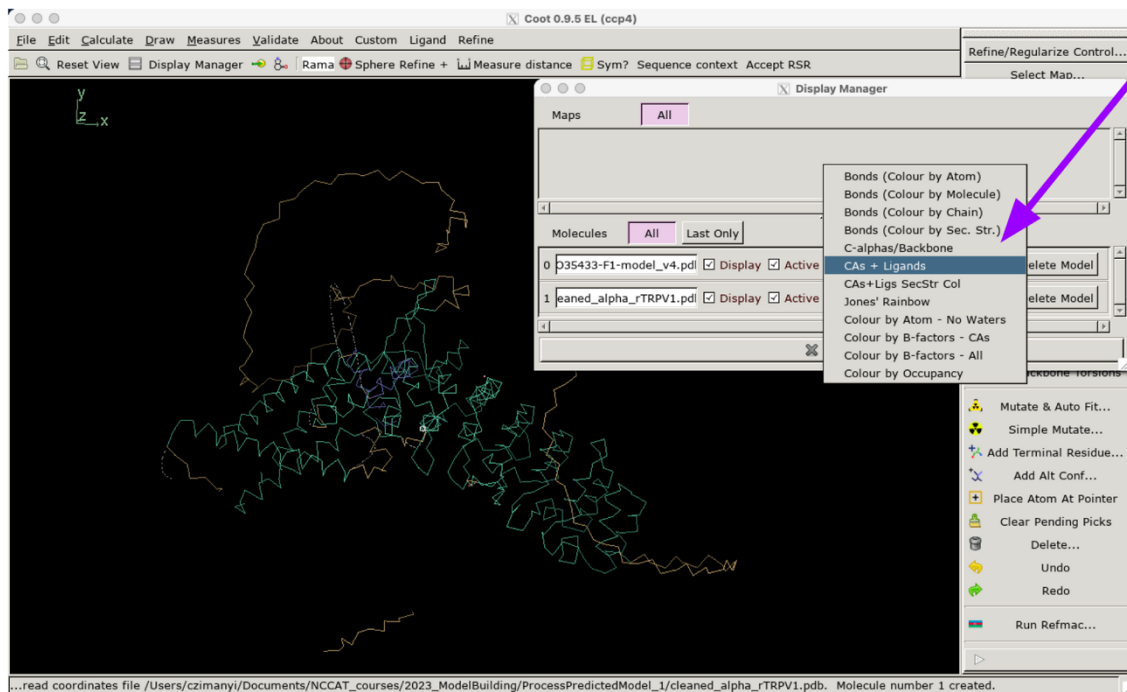 Coot 0.9.5 EL (ccp4)
File Edit Calculate Draw Measures Validate About Custom Ligand Refine
Reset View Display Manager Rama Sphere Refine + Measure distance Sym? Sequence context Accept RSR
Refine/Regularize Control...
Select Map...
y
z x
Display Manager
Maps All
Molecules All Last Only
0 O35433-F1-model_v4.pdl Display Active
elete Model
1 eaned_alpha_rTRPV1.pdl Display Active
elete Model
Bonds (Colour by Atom)
Bonds (Colour by Molecule)
Bonds (Colour by Chain)
Bonds (Colour by Sec. Str.)
C-alphas/Backbone
CAs + Ligands
CAs+Ligs SecStr Col
Jones' Rainbow
Colour by Atom - No Waters
Colour by B-factors - CAs
Colour by B-factors - All
Colour by Occupancy
ckbone Torsions
Mutate & Auto Fit...
Simple Mutate...
Add Terminal Residue...
Add Alt Conf...
Place Atom At Pointer
Clear Pending Picks
Delete...
Undo
Redo
Run Refmac...
...read coordinates file /Users/czimanyi/Documents/NCCAT_courses/2023_ModelBuilding/ProcessPredictedModel_1/cleaned_alpha_rTRPV1.pdb. Molecule number 1 created.